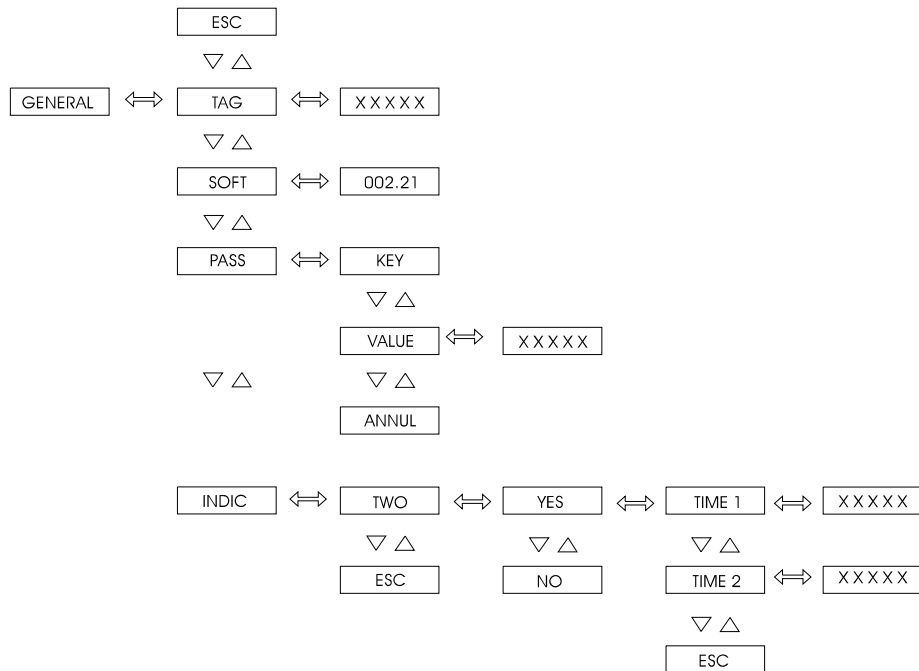 ESC
GENERAL TAG XXXXX
SOFT 002.21
PASS KEY
VALUE XXXXX
ANNUL
INDIC TWO YES TIME 1 XXXXX
ESC NO TIME 2 XXXXX
ESC